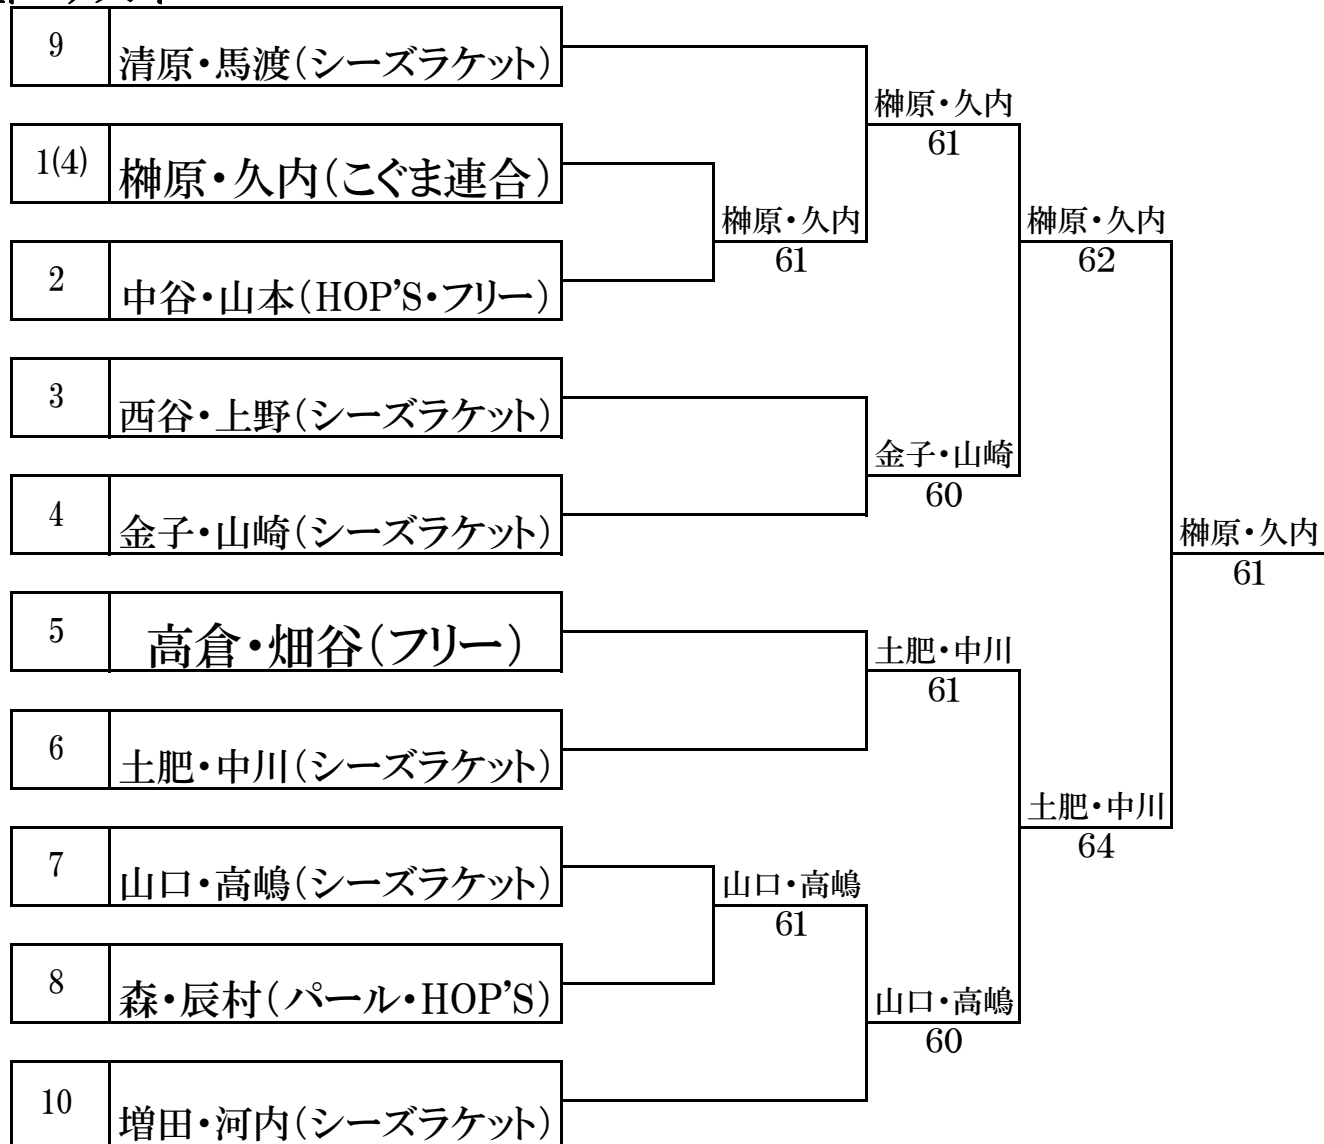 9
清原・馬渡(シーズラケット)
榊原・久内
61
1(4)
榊原・久内(こぐま連合)
榊原・久内
61
榊原・久内
62
2
中谷・山本(HOP'S・フリー)
3
西谷・上野(シーズラケット)
金子・山崎
60
4
金子・山崎(シーズラケット)
榊原・久内
61
5
高倉・畑谷(フリー)
土肥・中川
61
6
土肥・中川(シーズラケット)
土肥・中川
64
7
山口・高嶋(シーズラケット)
山口・高嶋
61
8
森・辰村(パール・HOP'S)
山口・高嶋
60
10
増田・河内(シーズラケット)